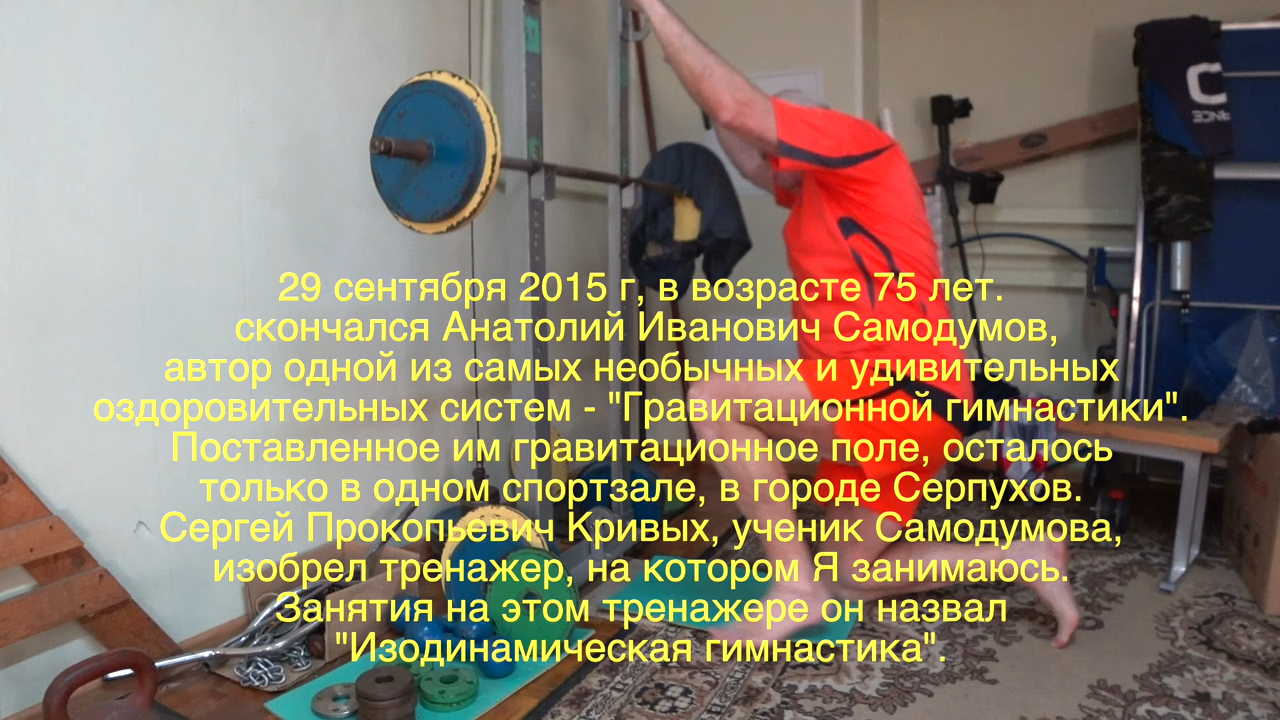 29 сентября 2015 г, в возрасте 75 лет.
скончался Анатолий Иванович Самодумов,
автор одной из самых необычных и удивительных
оздоровительных систем - "Гравитационной гимнастики".
Поставленное им гравитационное поле, осталось
только в одном спортзале, в городе Серпухов.
Сергей Прокопьевич Кривых, ученик Самодумова,
изобрел тренажер, на котором Я занимаюсь.
Занятия на этом тренажере он назвал
"Изодинамическая гимнастика".